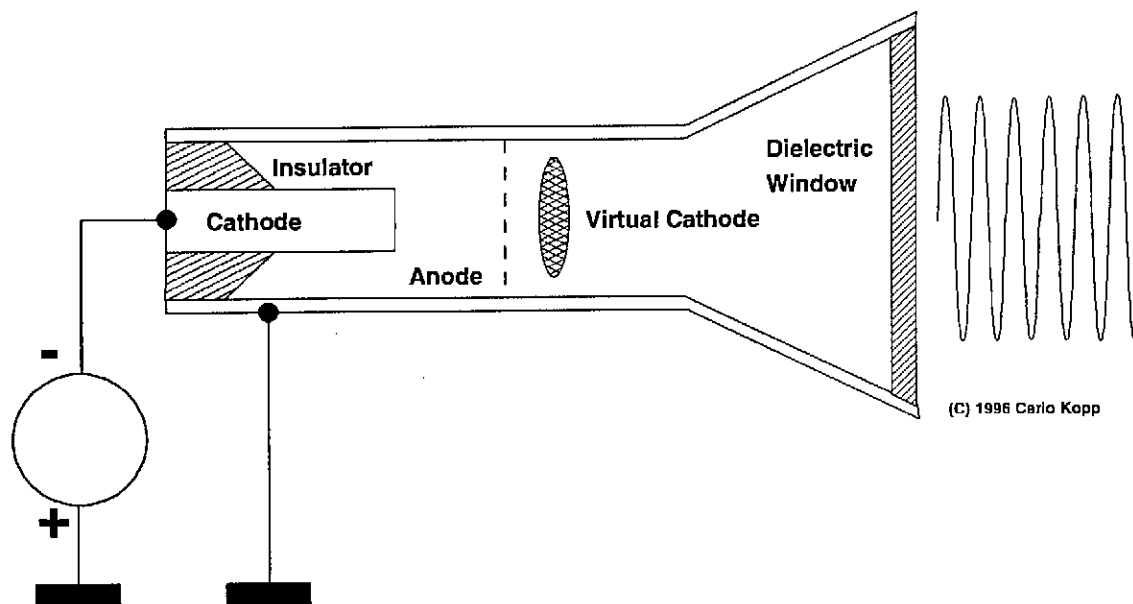 Insulator
Cathode
Anode
Virtual Cathode
Dielectric
Window
-
+
(C) 1996 Carlo Kopp